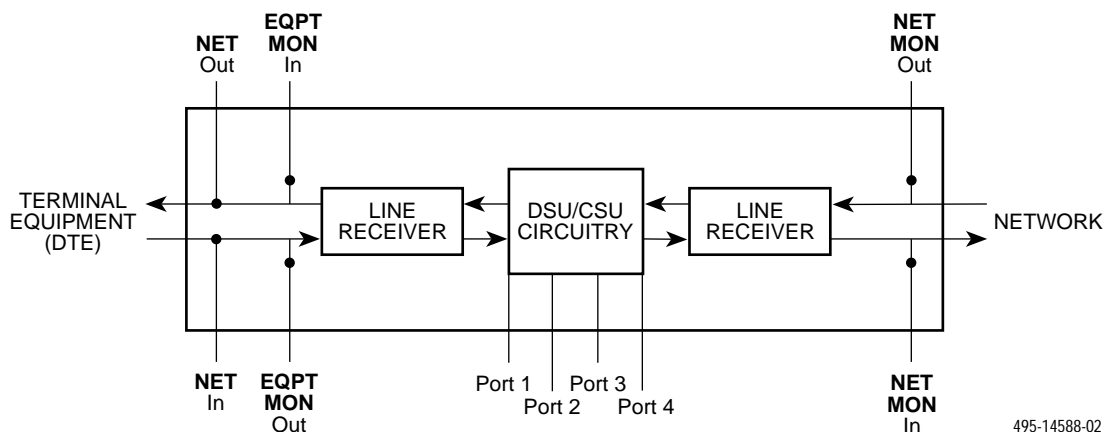 NET
Out
EQPT
MON
In
NET
MON
Out
TERMINAL
EQUIPMENT
(DTE)
LINE
RECEIVER
DSU/CSU
CIRCUITRY
LINE
RECEIVER
NETWORK
NET
In
EQPT
MON
Out
Port 1
Port 2
Port 3
Port 4
NET
MON
In
495-14588-02